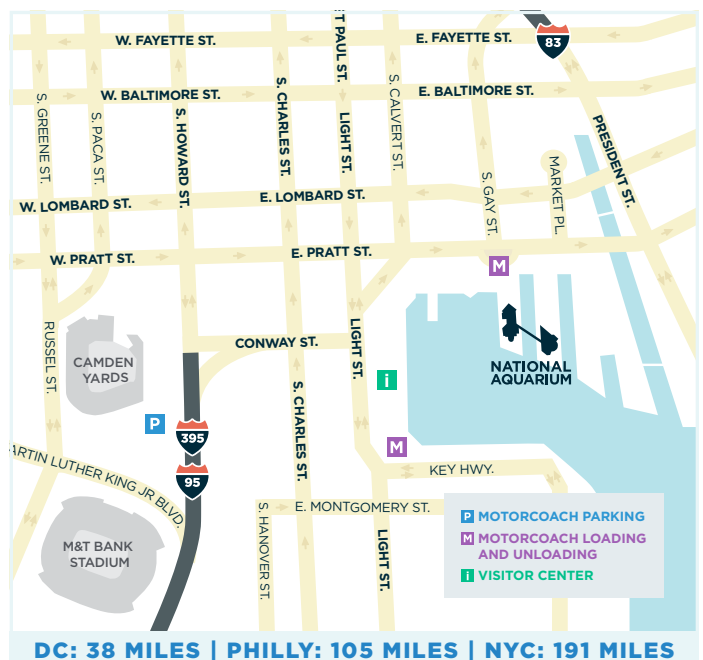 W. FAYETTE ST.
E. FAYETTE ST.
83
W. BALTIMORE ST.
E. BALTIMORE ST.
S. GREENE ST.
S. PACA ST.
S. HOWARD ST.
S. CHARLES ST.
T PAUL ST.
LIGHT ST.
S. CALVERT ST.
S. GAY ST.
MARKET PL.
PRESIDENT ST.
W. LOMBARD ST.
E. LOMBARD ST.
W. PRATT ST.
E. PRATT ST.
M
RUSSEL ST.
CAMDEN
YARDS
CONWAY ST.
LIGHT ST.
NATIONAL
AQUARIUM
i
S. CHARLES ST.
P
395
95
M
ARTIN LUTHER KING JR BLVD.
KEY HWY.
S. HANOVER ST.
E. MONTGOMERY ST.
LIGHT ST.
M&T BANK
STADIUM
P MOTORCOACH PARKING
M MOTORCOACH LOADING
AND UNLOADING
i VISITOR CENTER
DC: 38 MILES | PHILLY: 105 MILES | NYC: 191 MILES